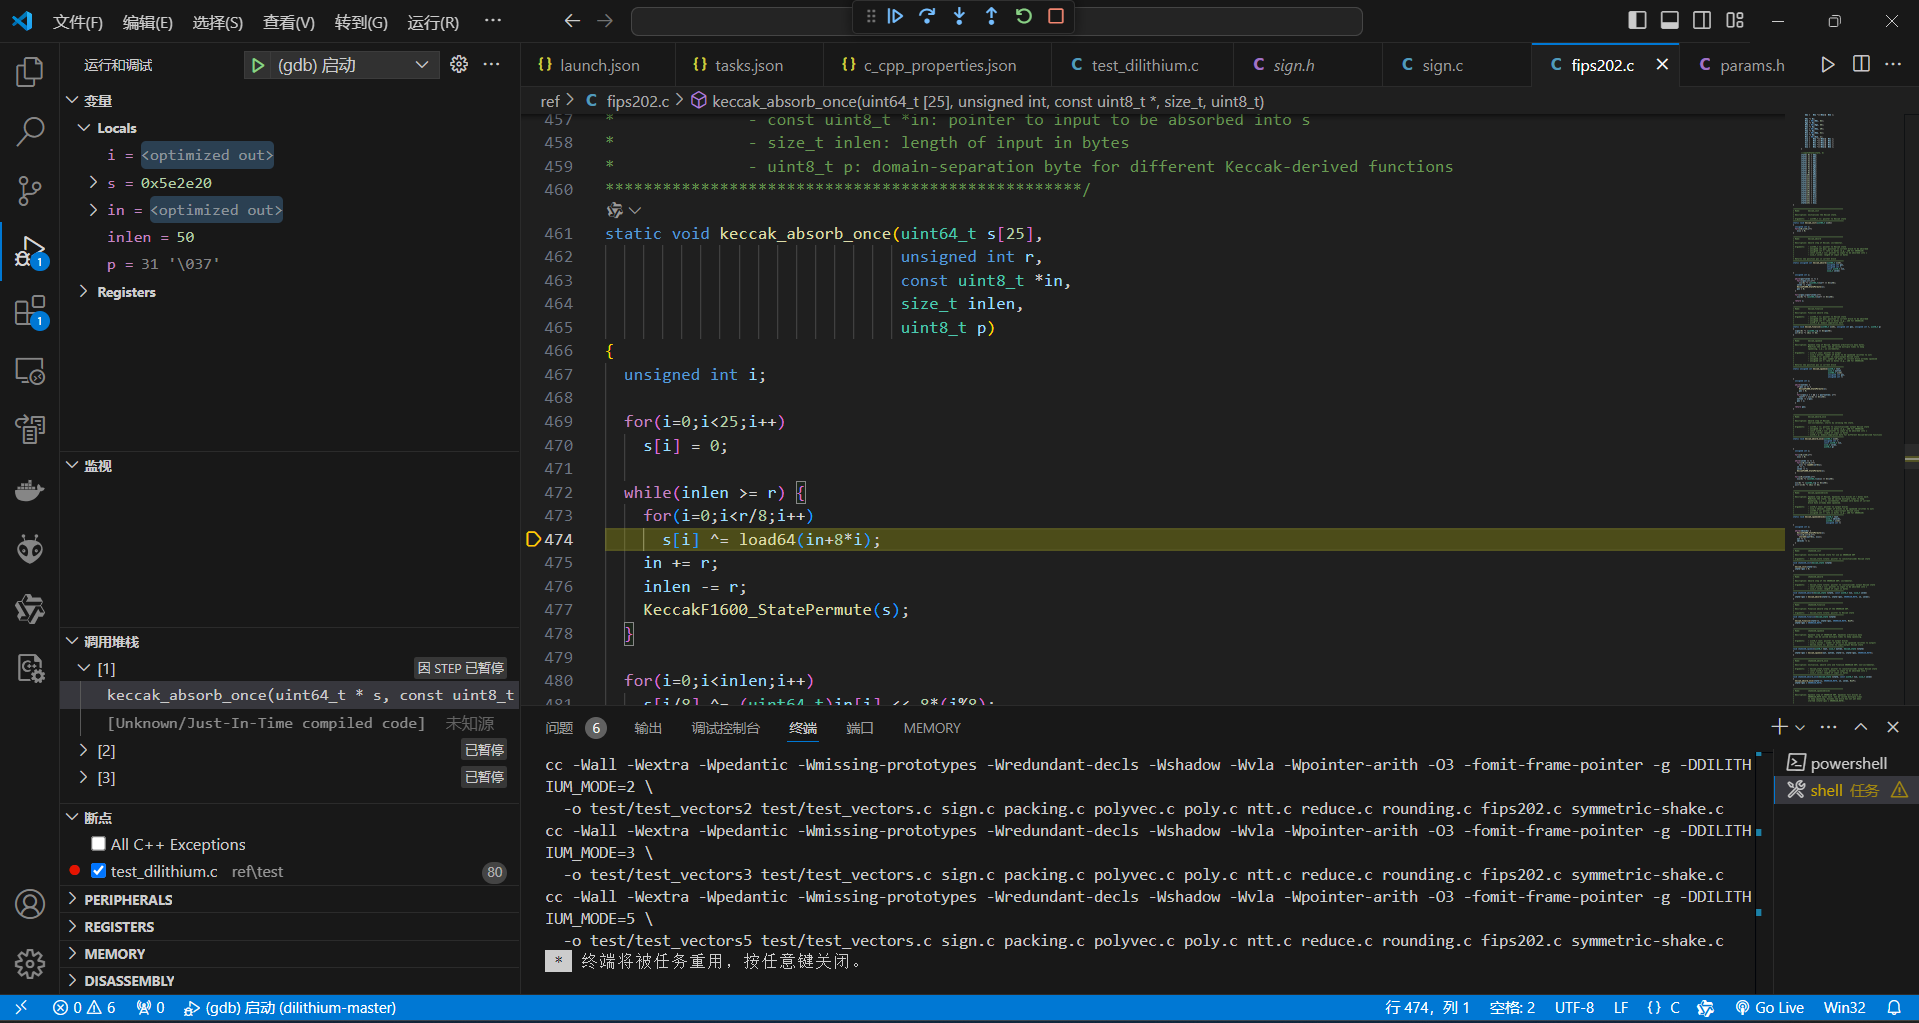 文件(F) 编辑(E) 选择(S) 查看(V) 转到(G) 运行(R) ···
运行和调试 (gdb) 启动 ···
变量
Locals
i = <optimized out>
s = 0x5e2e20
in = <optimized out>
inlen = 50
p = 31 '\037'
Registers
监视
调用堆栈
[1] 因 STEP 已暂停
keccak_absorb_once(uint64_t * s, const uint8_t
[Unknown/Just-In-Time compiled code] 未知源
[2] 已暂停
[3] 已暂停
断点
All C++ Exceptions
test_dilithium.c ref\test 80
PERIPHERALS
REGISTERS
MEMORY
DISASSEMBLY
1
1
{} launch.json {} tasks.json {} c_cpp_properties.json C test_dilithium.c C sign.h C sign.c C fips202.c C params.h ···
ref > C fips202.c > keccak_absorb_once(uint64_t [25], unsigned int, const uint8_t *, size_t, uint8_t)
457 * - const uint8_t *in: pointer to input to be absorbed into s
458 * - size_t inlen: length of input in bytes
459 * - uint8_t p: domain-separation byte for different Keccak-derived functions
460 **************************************************/
461 static void keccak_absorb_once(uint64_t s[25],
462 unsigned int r,
463 const uint8_t *in,
464 size_t inlen,
465 uint8_t p)
466 {
467 unsigned int i;
468
469 for(i=0;i<25;i++)
470 s[i] = 0;
471
472 while(inlen >= r) {
473 for(i=0;i<r/8;i++)
474 s[i] ^= load64(in+8*i);
475 in += r;
476 inlen -= r;
477 KeccakF1600_StatePermute(s);
478 }
479
480 for(i=0;i<inlen;i++)
481 s[i/8] ^= (uint64_t)in[i] << 8*(i%8);
问题 6 输出 调试控制台 终端 端口 MEMORY
cc -Wall -Wextra -Wpedantic -Wmissing-prototypes -Wredundant-decls -Wshadow -Wvla -Wpointer-arith -O3 -fomit-frame-pointer -g -DDILITH
IUM_MODE=2 \
-o test/test_vectors2 test/test_vectors.c sign.c packing.c polyvec.c poly.c ntt.c reduce.c rounding.c fips202.c symmetric-shake.c
cc -Wall -Wextra -Wpedantic -Wmissing-prototypes -Wredundant-decls -Wshadow -Wvla -Wpointer-arith -O3 -fomit-frame-pointer -g -DDILITH
IUM_MODE=3 \
-o test/test_vectors3 test/test_vectors.c sign.c packing.c polyvec.c poly.c ntt.c reduce.c rounding.c fips202.c symmetric-shake.c
cc -Wall -Wextra -Wpedantic -Wmissing-prototypes -Wredundant-decls -Wshadow -Wvla -Wpointer-arith -O3 -fomit-frame-pointer -g -DDILITH
IUM_MODE=5 \
-o test/test_vectors5 test/test_vectors.c sign.c packing.c polyvec.c poly.c ntt.c reduce.c rounding.c fips202.c symmetric-shake.c
* 终端将被任务重用，按任意键关闭。
powershell
shell 任务
0 6 0 (gdb) 启动 (dilithium-master) 行 474，列 1 空格: 2 UTF-8 LF {} C Go Live Win32